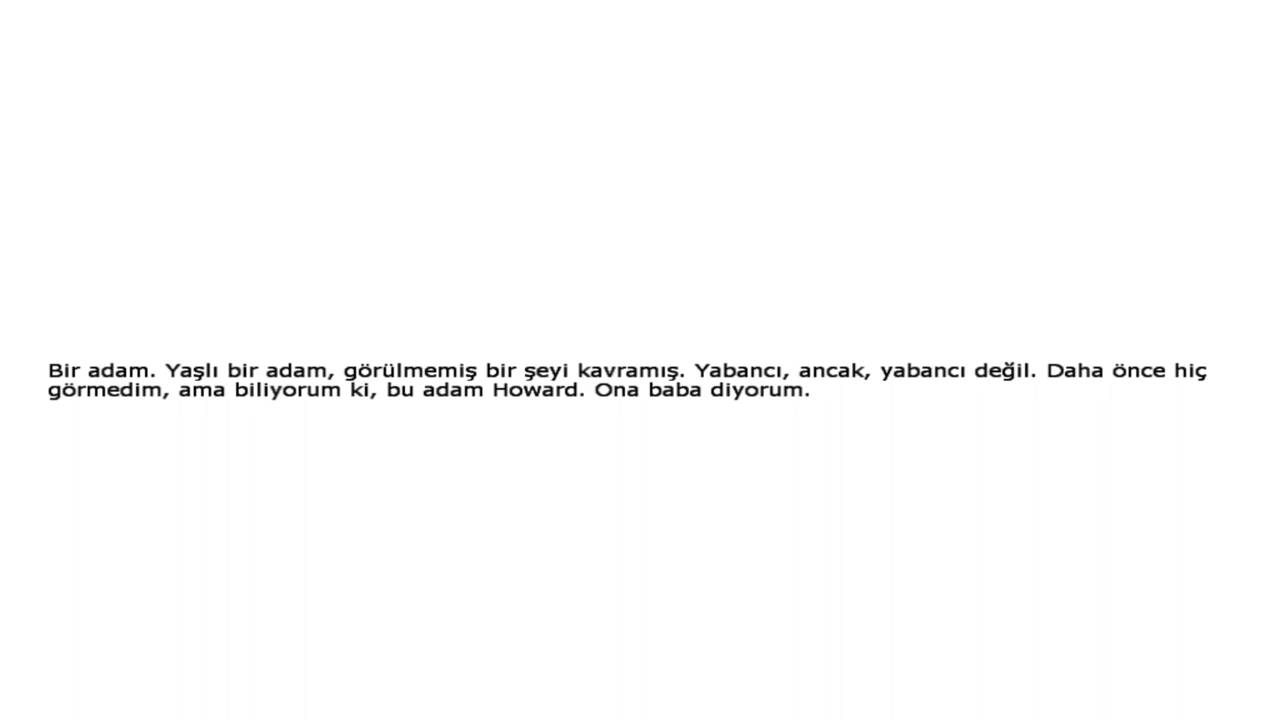 Bir adam. Yaşlı bir adam, görülmemiş bir şeyi kavramış. Yabancı, ancak, yabancı değil. Daha önce hiç
görmedim, ama biliyorum ki, bu adam Howard. Ona baba diyorum.